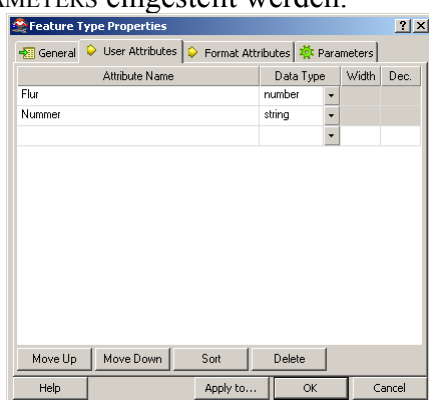 AMETERS eingestellt werden.
Feature Type Properties
General User Attributes Format Attributes Parameters
Attribute Name Data Type Width Dec.
Flur number
Nummer string
Move Up Move Down Sort Delete
Help Apply to... OK Cancel